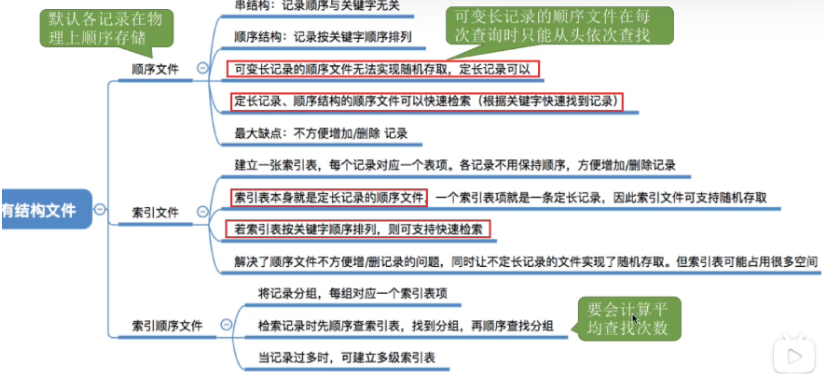 默认各记录在物
理上顺序存储
串结构：记录顺序与关键字无关
可变长记录的顺序文件在每
次查询时只能从头依次查找
顺序结构：记录按关键字顺序排列
顺序文件
可变长记录的顺序文件无法实现随机存取，定长记录可以
定长记录、顺序结构的顺序文件可以快速检索（根据关键字快速找到记录）
最大缺点：不方便增加/删除 记录
有结构文件
建立一张索引表，每个记录对应一个表项。各记录不用保持顺序，方便增加/删除记录
索引文件
索引表本身就是定长记录的顺序文件，一个索引表项就是一条定长记录，因此索引文件可支持随机存取
若索引表按关键字顺序排列，则可支持快速检索
解决了顺序文件不方便增/删记录的问题，同时让不定长记录的文件实现了随机存取。但索引表可能占用很多空间
将记录分组，每组对应一个索引表项
索引顺序文件
检索记录时先顺序查索引表，找到分组，再顺序查找分组
要会计算平
均查找次数
当记录过多时，可建立多级索引表